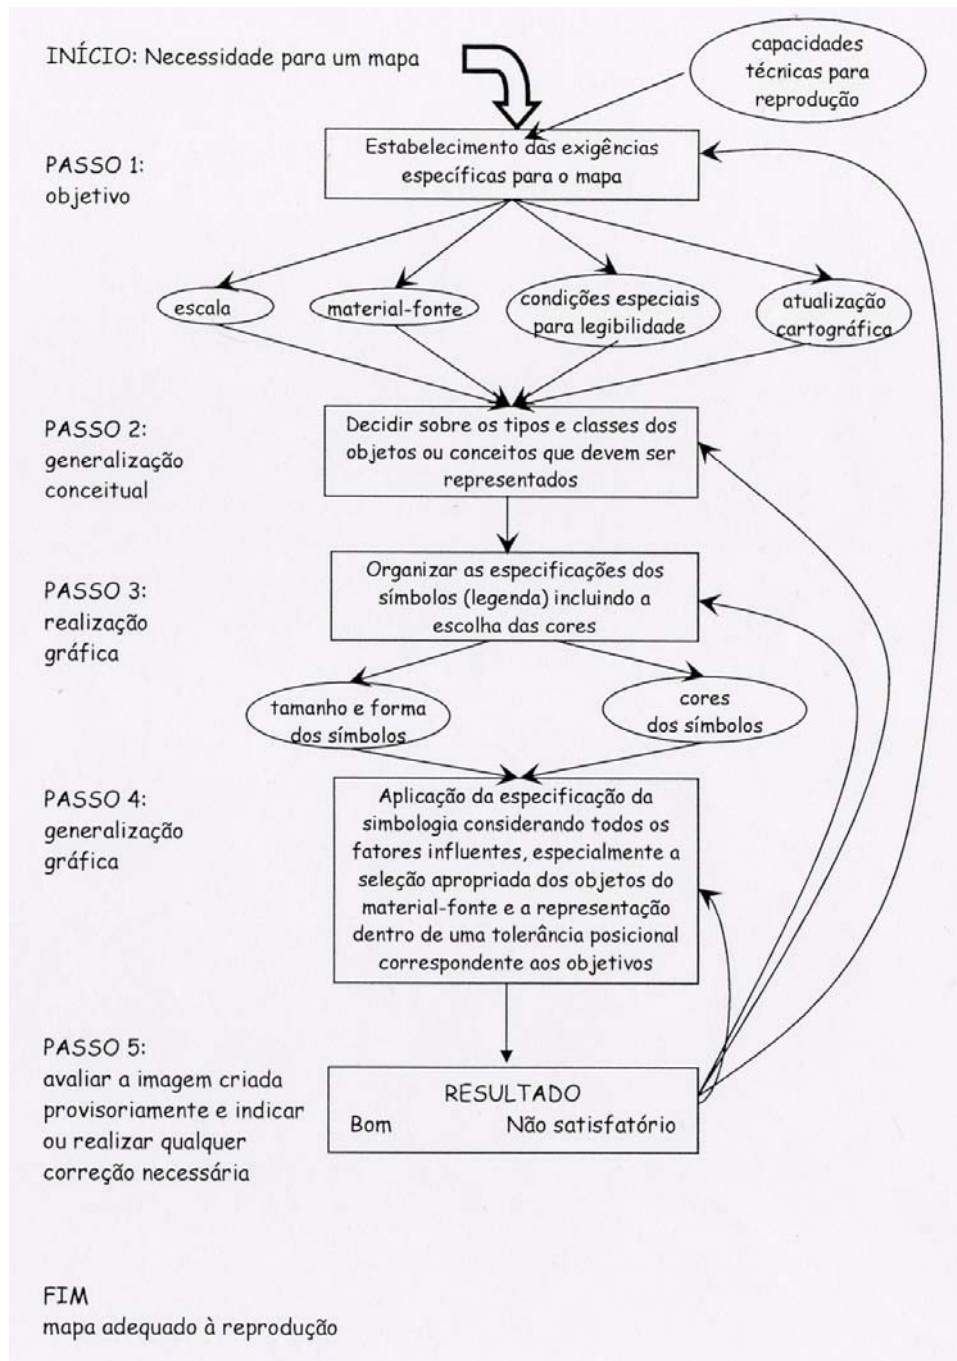 INÍCIO: Necessidade para um mapa
capacidades
técnicas para
reprodução
PASSO 1:
objetivo
Estabelecimento das exigências
específicas para o mapa
escala
material-fonte
condições especiais
para legibilidade
atualização
cartográfica
PASSO 2:
generalização
conceitual
Decidir sobre os tipos e classes dos
objetos ou conceitos que devem ser
representados
PASSO 3:
realização
gráfica
Organizar as especificações dos
símbolos (legenda) incluindo a
escolha das cores
tamanho e forma
dos símbolos
cores
dos símbolos
PASSO 4:
generalização
gráfica
Aplicação da especificação da
simbologia considerando todos os
fatores influentes, especialmente a
seleção apropriada dos objetos do
material-fonte e a representação
dentro de uma tolerância posicional
correspondente aos objetivos
PASSO 5:
avaliar a imagem criada
provisoriamente e indicar
ou realizar qualquer
correção necessária
RESULTADO
Bom Não satisfatório
FIM
mapa adequado à reprodução